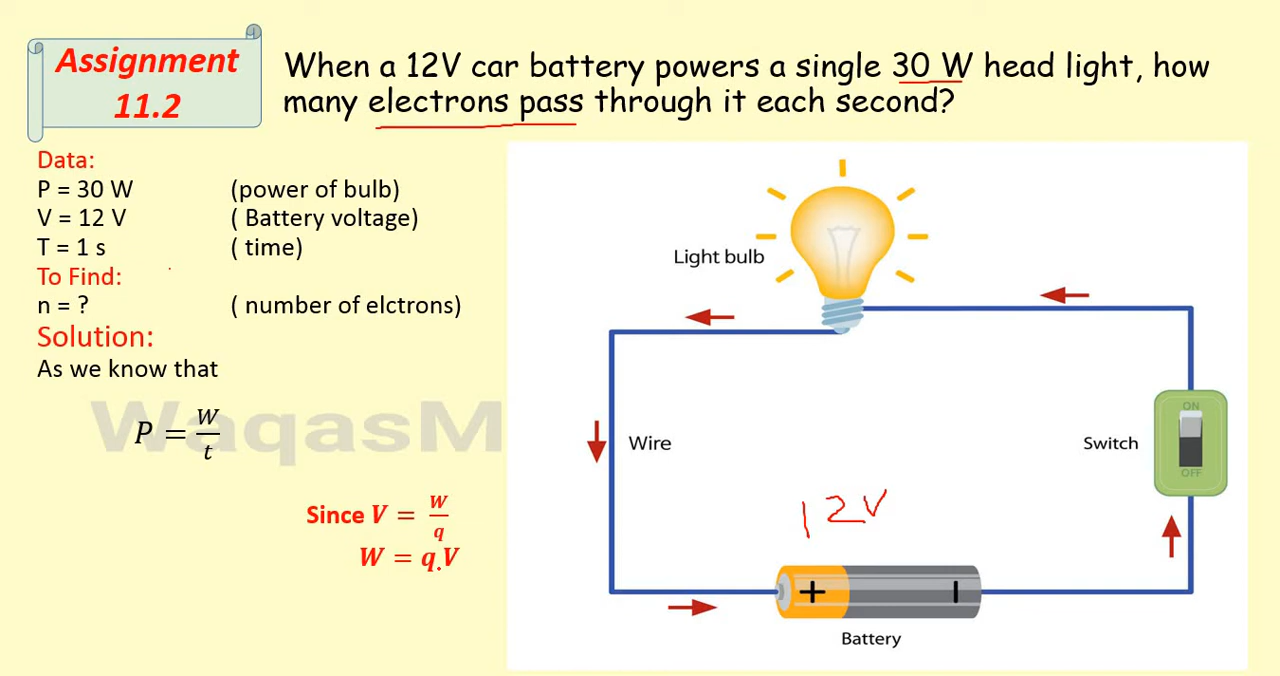 Assignment
11.2
When a 12V car battery powers a single 30 W head light, how
many electrons pass through it each second?
Data:
P = 30 W (power of bulb)
V = 12 V ( Battery voltage)
T = 1 s ( time)
To Find:
n = ? ( number of elctrons)
Solution:
As we know that
WaqasM
P = W/t
Since V = W/q
W = q.V
Light bulb
Wire
Switch
ON
OFF
12V
+ −
Battery